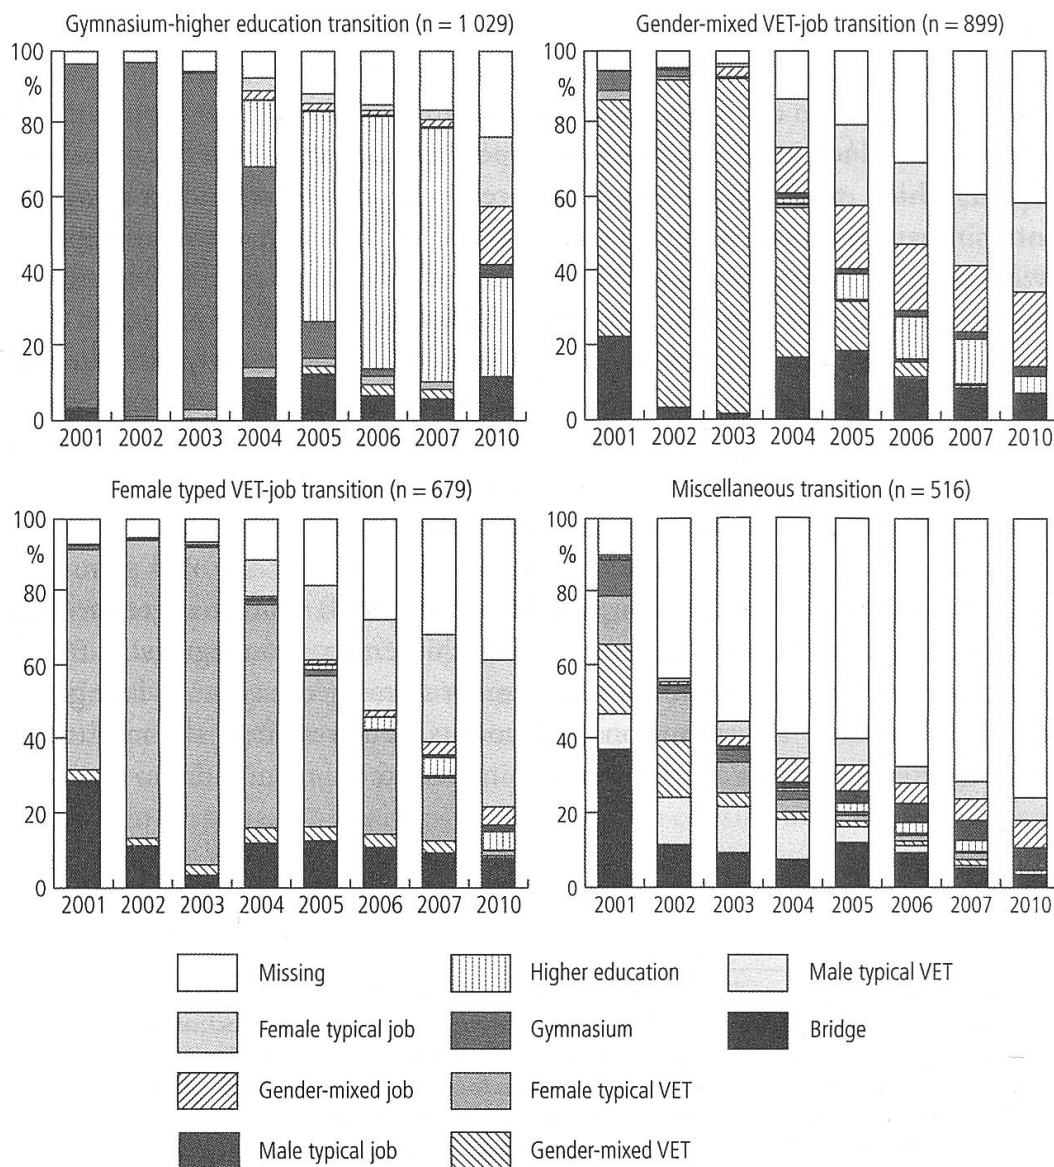 Gymnasium-higher education transition (n = 1 029)
100
%
80
60
40
20
0
2001 2002 2003 2004 2005 2006 2007 2010
Gender-mixed VET-job transition (n = 899)
100
%
80
60
40
20
0
2001 2002 2003 2004 2005 2006 2007 2010
Female typed VET-job transition (n = 679)
100
%
80
60
40
20
0
2001 2002 2003 2004 2005 2006 2007 2010
Miscellaneous transition (n = 516)
100
%
80
60
40
20
0
2001 2002 2003 2004 2005 2006 2007 2010
Missing
Female typical job
Gender-mixed job
Male typical job
Higher education
Gymnasium
Female typical VET
Gender-mixed VET
Male typical VET
Bridge